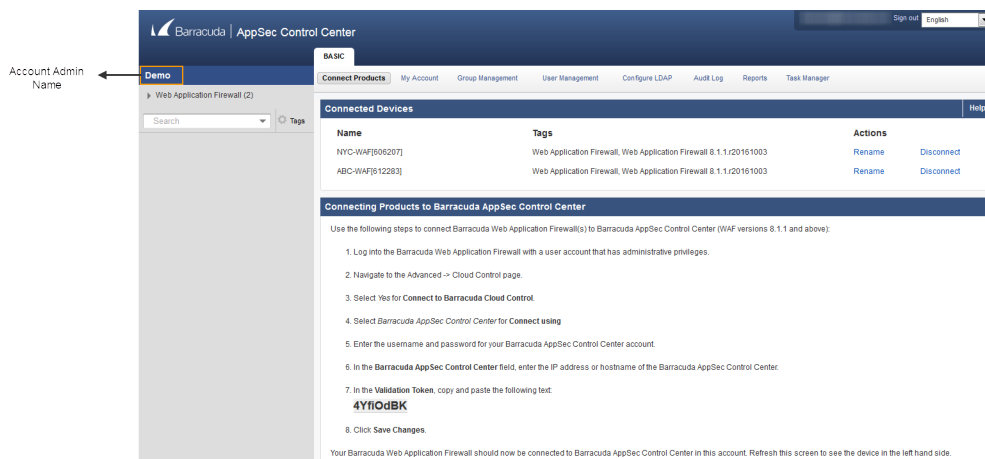 Barracuda | AppSec Control Center
Sign out English
BASIC
Account Admin
Name
Demo
Connect Products My Account Group Management User Management Configure LDAP Audit Log Reports Task Manager
Web Application Firewall (2)
Search Tags
Connected Devices Help
Name Tags Actions
NYC-WAF[606207] Web Application Firewall, Web Application Firewall 8.1.1.r20161003 Rename Disconnect
ABC-WAF[612283] Web Application Firewall, Web Application Firewall 8.1.1.r20161003 Rename Disconnect
Connecting Products to Barracuda AppSec Control Center
Use the following steps to connect Barracuda Web Application Firewall(s) to Barracuda AppSec Control Center (WAF versions 8.1.1 and above):
1. Log into the Barracuda Web Application Firewall with a user account that has administrative privileges.
2. Navigate to the Advanced -> Cloud Control page.
3. Select Yes for Connect to Barracuda Cloud Control.
4. Select Barracuda AppSec Control Center for Connect using
5. Enter the username and password for your Barracuda AppSec Control Center account.
6. In the Barracuda AppSec Control Center field, enter the IP address or hostname of the Barracuda AppSec Control Center.
7. In the Validation Token, copy and paste the following text:
4YfiOdBK
8. Click Save Changes.
Your Barracuda Web Application Firewall should now be connected to Barracuda AppSec Control Center in this account. Refresh this screen to see the device in the left hand side.